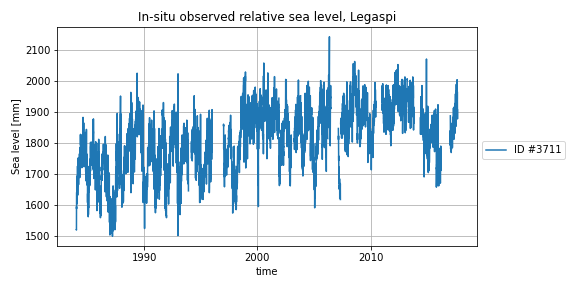 In-situ observed relative sea level, Legaspi
Sea level [mm]
2100
2000
1900
1800
1700
1600
1500
1990
2000
2010
time
ID #3711